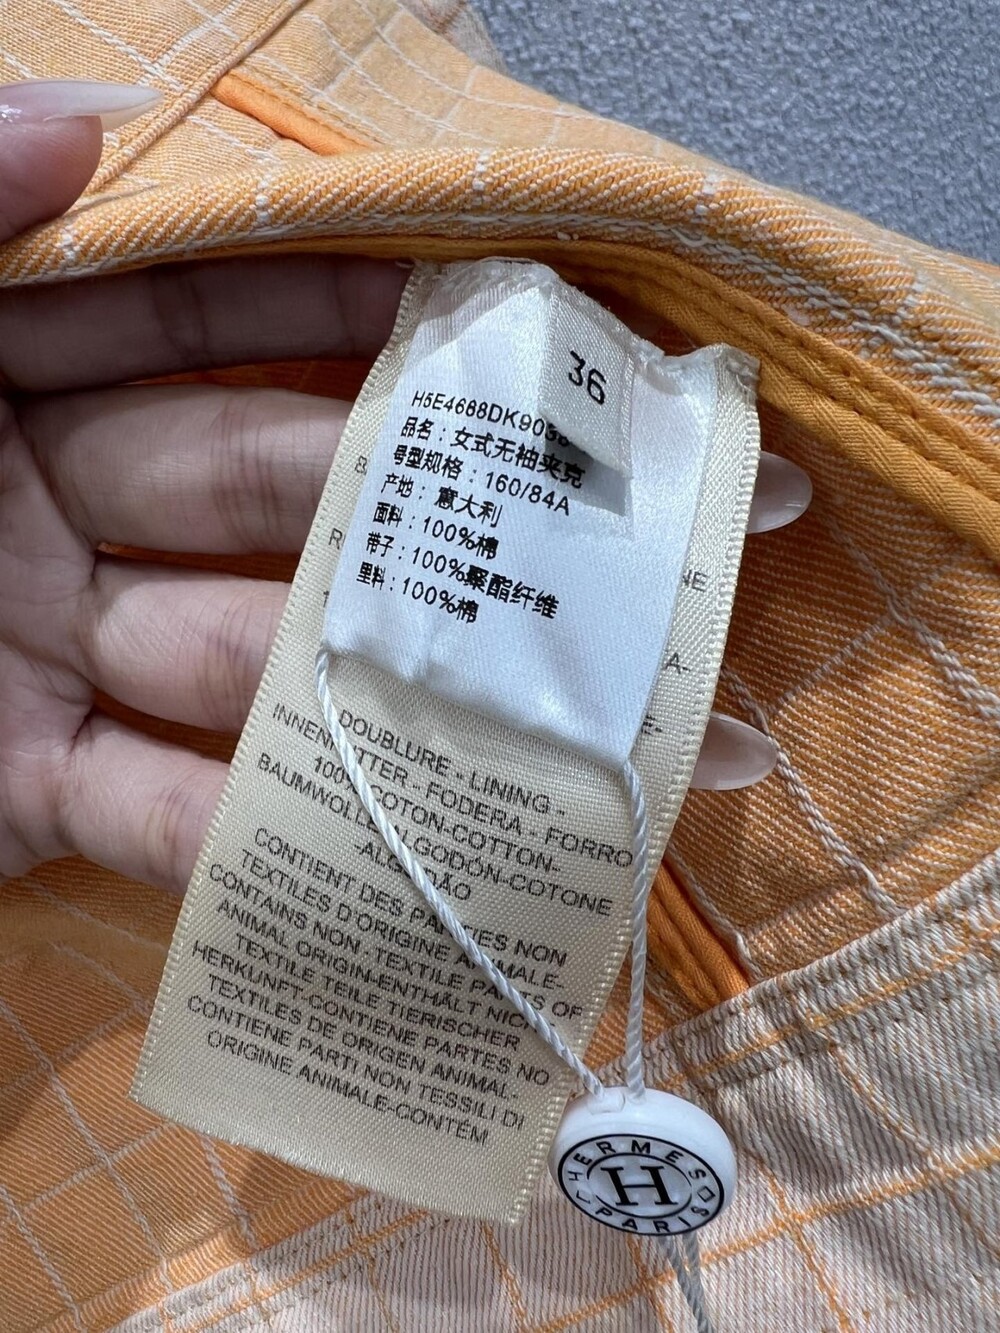 36
H5E4668DK9036
品名：女式无袖夹克
号型规格：160/84A
产地：意大利
面料：100%棉
带子：100%聚酯纤维
里料：100%棉
DOUBLURE - LINING -
INNENFUTTER - FODERA - FORRO
100% COTON-COTTON-
BAUMWOLLE-ALGODÓN-COTONE
-ALGODÃO
CONTIENT DES PARTIES NON
TEXTILES D'ORIGINE ANIMALE-
CONTAINS NON TEXTILE PARTS OF
ANIMAL ORIGIN-ENTHÄLT NICHT-
TEXTILE TEILE TIERISCHER
HERKUNFT-CONTIENE PARTES NO
TEXTILES DE ORIGEN ANIMAL-
CONTIENE PARTI NON TESSILI DI
ORIGINE ANIMALE-CONTÉM
HERMES
H
PARIS